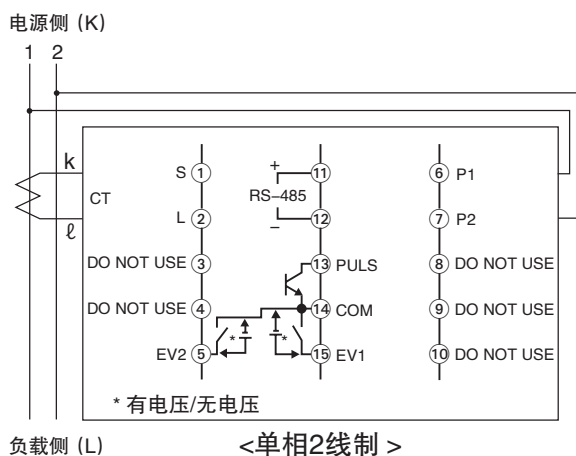 电源侧 (K)
1 2
k
CT
ℓ
S 1
L 2
DO NOT USE 3
DO NOT USE 4
EV2 5
+ 11
RS-485
− 12
13 PULS
14 COM
* *
15 EV1
6 P1
7 P2
8 DO NOT USE
9 DO NOT USE
10 DO NOT USE
* 有电压/无电压
负载侧 (L)
<单相2线制 >